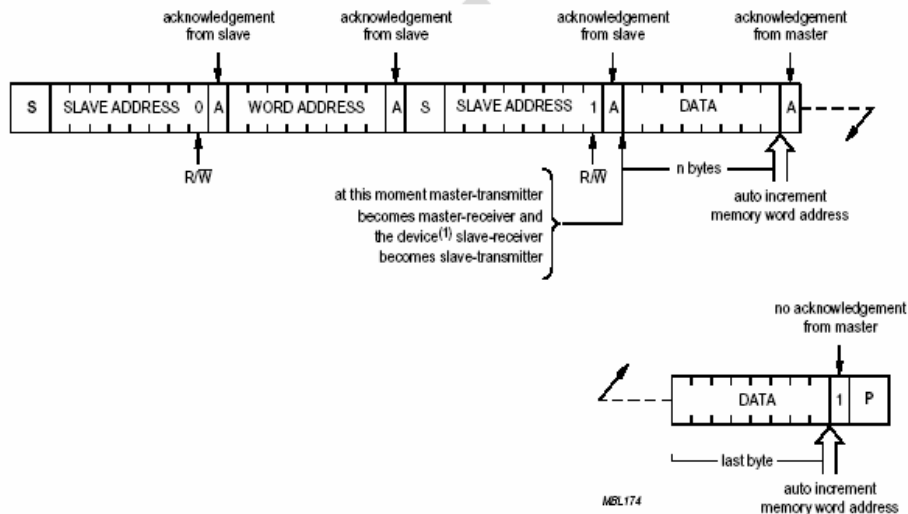 acknowledgement
from slave
acknowledgement
from slave
acknowledgement
from slave
acknowledgement
from master
S SLAVE ADDRESS 0 A WORD ADDRESS A S SLAVE ADDRESS 1 A DATA A
R/W̅
R/W̅
n bytes
at this moment master-transmitter
becomes master-receiver and
the device(1) slave-receiver
becomes slave-transmitter
auto increment
memory word address
no acknowledgement
from master
DATA 1 P
last byte
auto increment
memory word address
MBL174